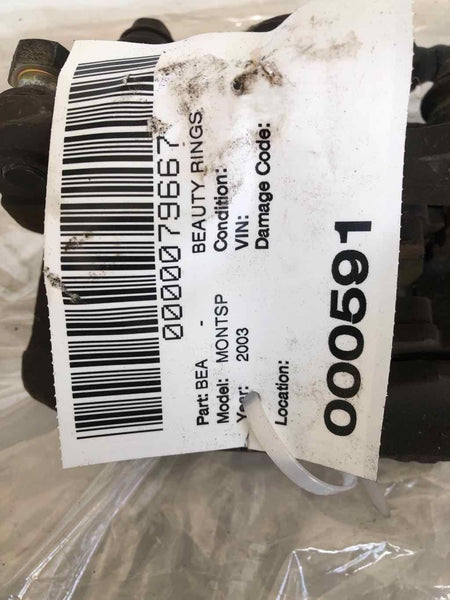 0000079667
Part: BEA - BEAUTY RINGS
Model: MONTSP Condition:
Year: 2003 VIN:
Damage Code:
Location:
000591